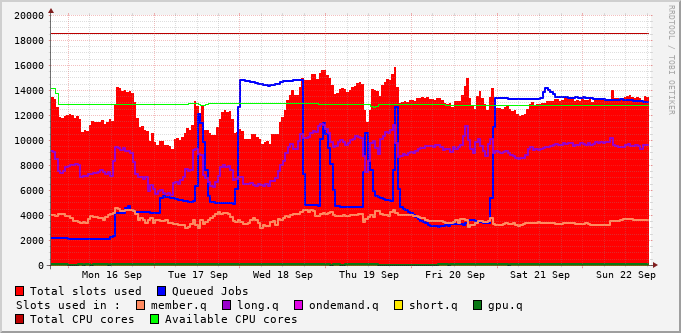 20000
18000
16000
14000
12000
10000
8000
6000
4000
2000
0
Mon 16 Sep Tue 17 Sep Wed 18 Sep Thu 19 Sep Fri 20 Sep Sat 21 Sep Sun 22 Sep
Total slots used Queued Jobs
Slots used in : member.q long.q ondemand.q short.q gpu.q
Total CPU cores Available CPU cores
RRDTOOL / TOBI OETIKER